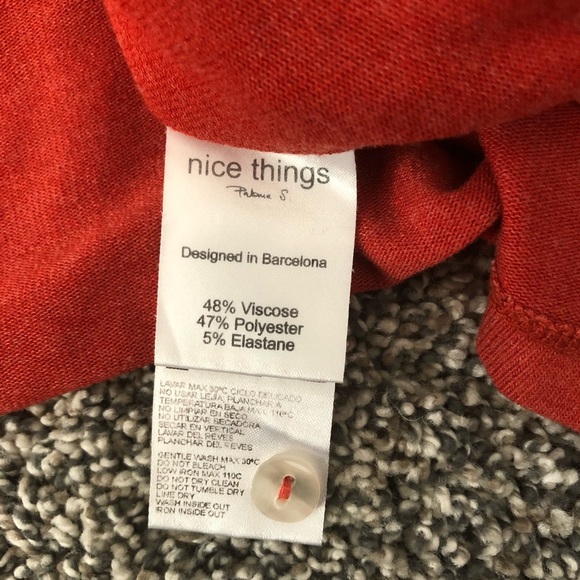 nice things
Paloma S.
Designed in Barcelona
48% Viscose
47% Polyester
5% Elastane
LAVAR MAX 30ºC CICLO DELICADO
NO USAR LEJIA, PLANCHAR A
TEMPERATURA BAJA MAX 110ºC
NO LIMPIAR EN SECO
NO UTILIZAR SECADORA
SECAR EN VERTICAL
LAVAR DEL REVES
PLANCHAR DEL REVES
GENTLE WASH MAX 30ºC
DO NOT BLEACH
LOW IRON MAX 110C
DO NOT DRY CLEAN
DO NOT TUMBLE DRY
LINE DRY
WASH INSIDE OUT
IRON INSIDE OUT